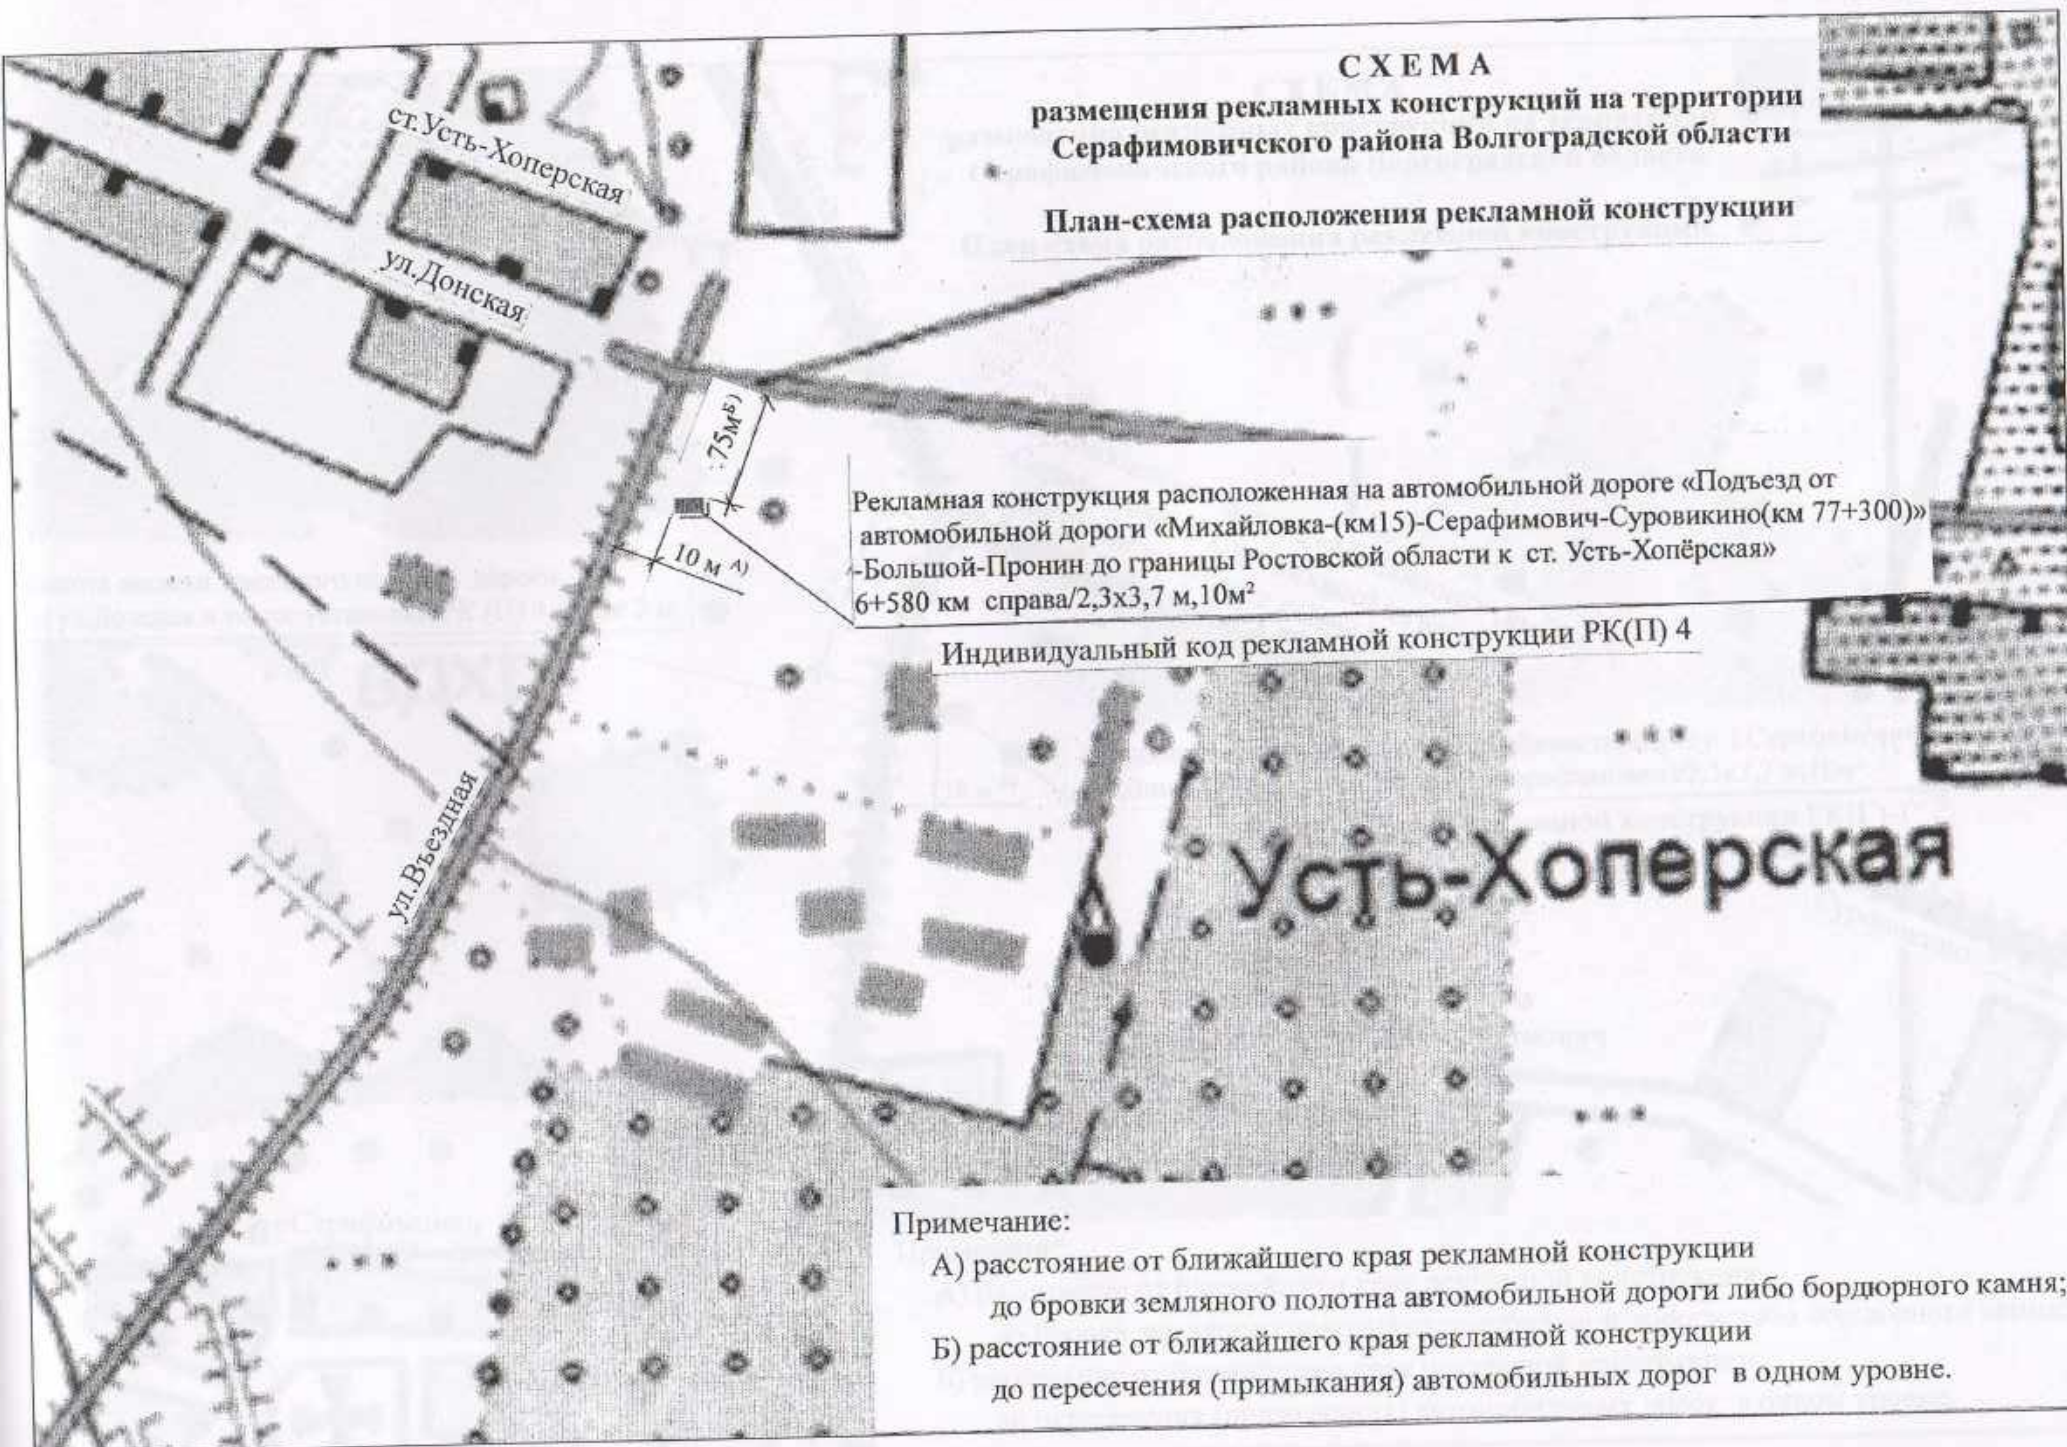 С Х Е М А
размещения рекламных конструкций на территории
Серафимовичского района Волгоградской области
План-схема расположения рекламной конструкции
ст.Усть-Хоперская
ул.Донская
75м Б)
10 м А)
Рекламная конструкция расположенная на автомобильной дороге «Подъезд от
автомобильной дороги «Михайловка-(км15)-Серафимович-Суровикино(км 77+300)»
-Большой-Пронин до границы Ростовской области к ст. Усть-Хопёрская»
6+580 км справа/2,3х3,7 м,10м²
Индивидуальный код рекламной конструкции РК(П) 4
ул.Въездная
Усть-Хоперская
Примечание:
А) расстояние от ближайшего края рекламной конструкции
до бровки земляного полотна автомобильной дороги либо бордюрного камня;
Б) расстояние от ближайшего края рекламной конструкции
до пересечения (примыкания) автомобильных дорог в одном уровне.